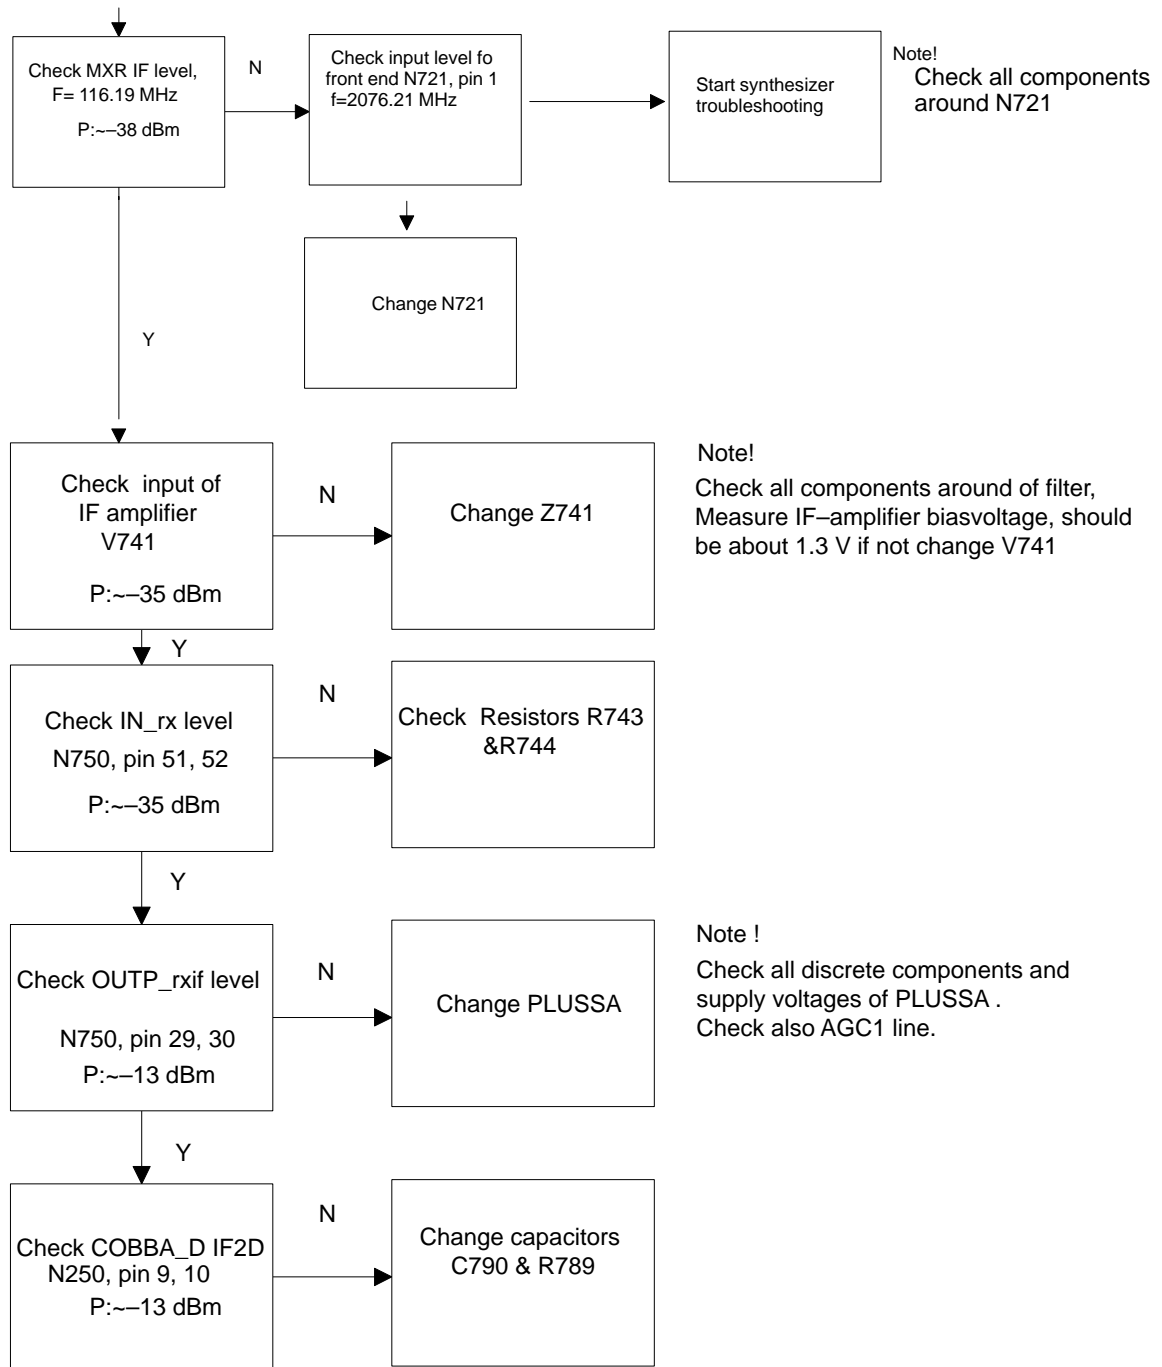 Check MXR IF level,
F= 116.19 MHz
P:~–38 dBm
N
Check input level fo
front end N721, pin 1
f=2076.21 MHz
Start synthesizer
troubleshooting
Note!
Check all components
around N721
Change N721
Y
Check input of
IF amplifier
V741
P:~–35 dBm
N
Change Z741
Note!
Check all components around of filter,
Measure IF–amplifier biasvoltage, should
be about 1.3 V if not change V741
Y
Check IN_rx level
N750, pin 51, 52
P:~–35 dBm
N
Check Resistors R743
&R744
Y
Check OUTP_rxif level
N750, pin 29, 30
P:~–13 dBm
N
Change PLUSSA
Note !
Check all discrete components and
supply voltages of PLUSSA .
Check also AGC1 line.
Y
Check COBBA_D IF2D
N250, pin 9, 10
P:~–13 dBm
N
Change capacitors
C790 & R789